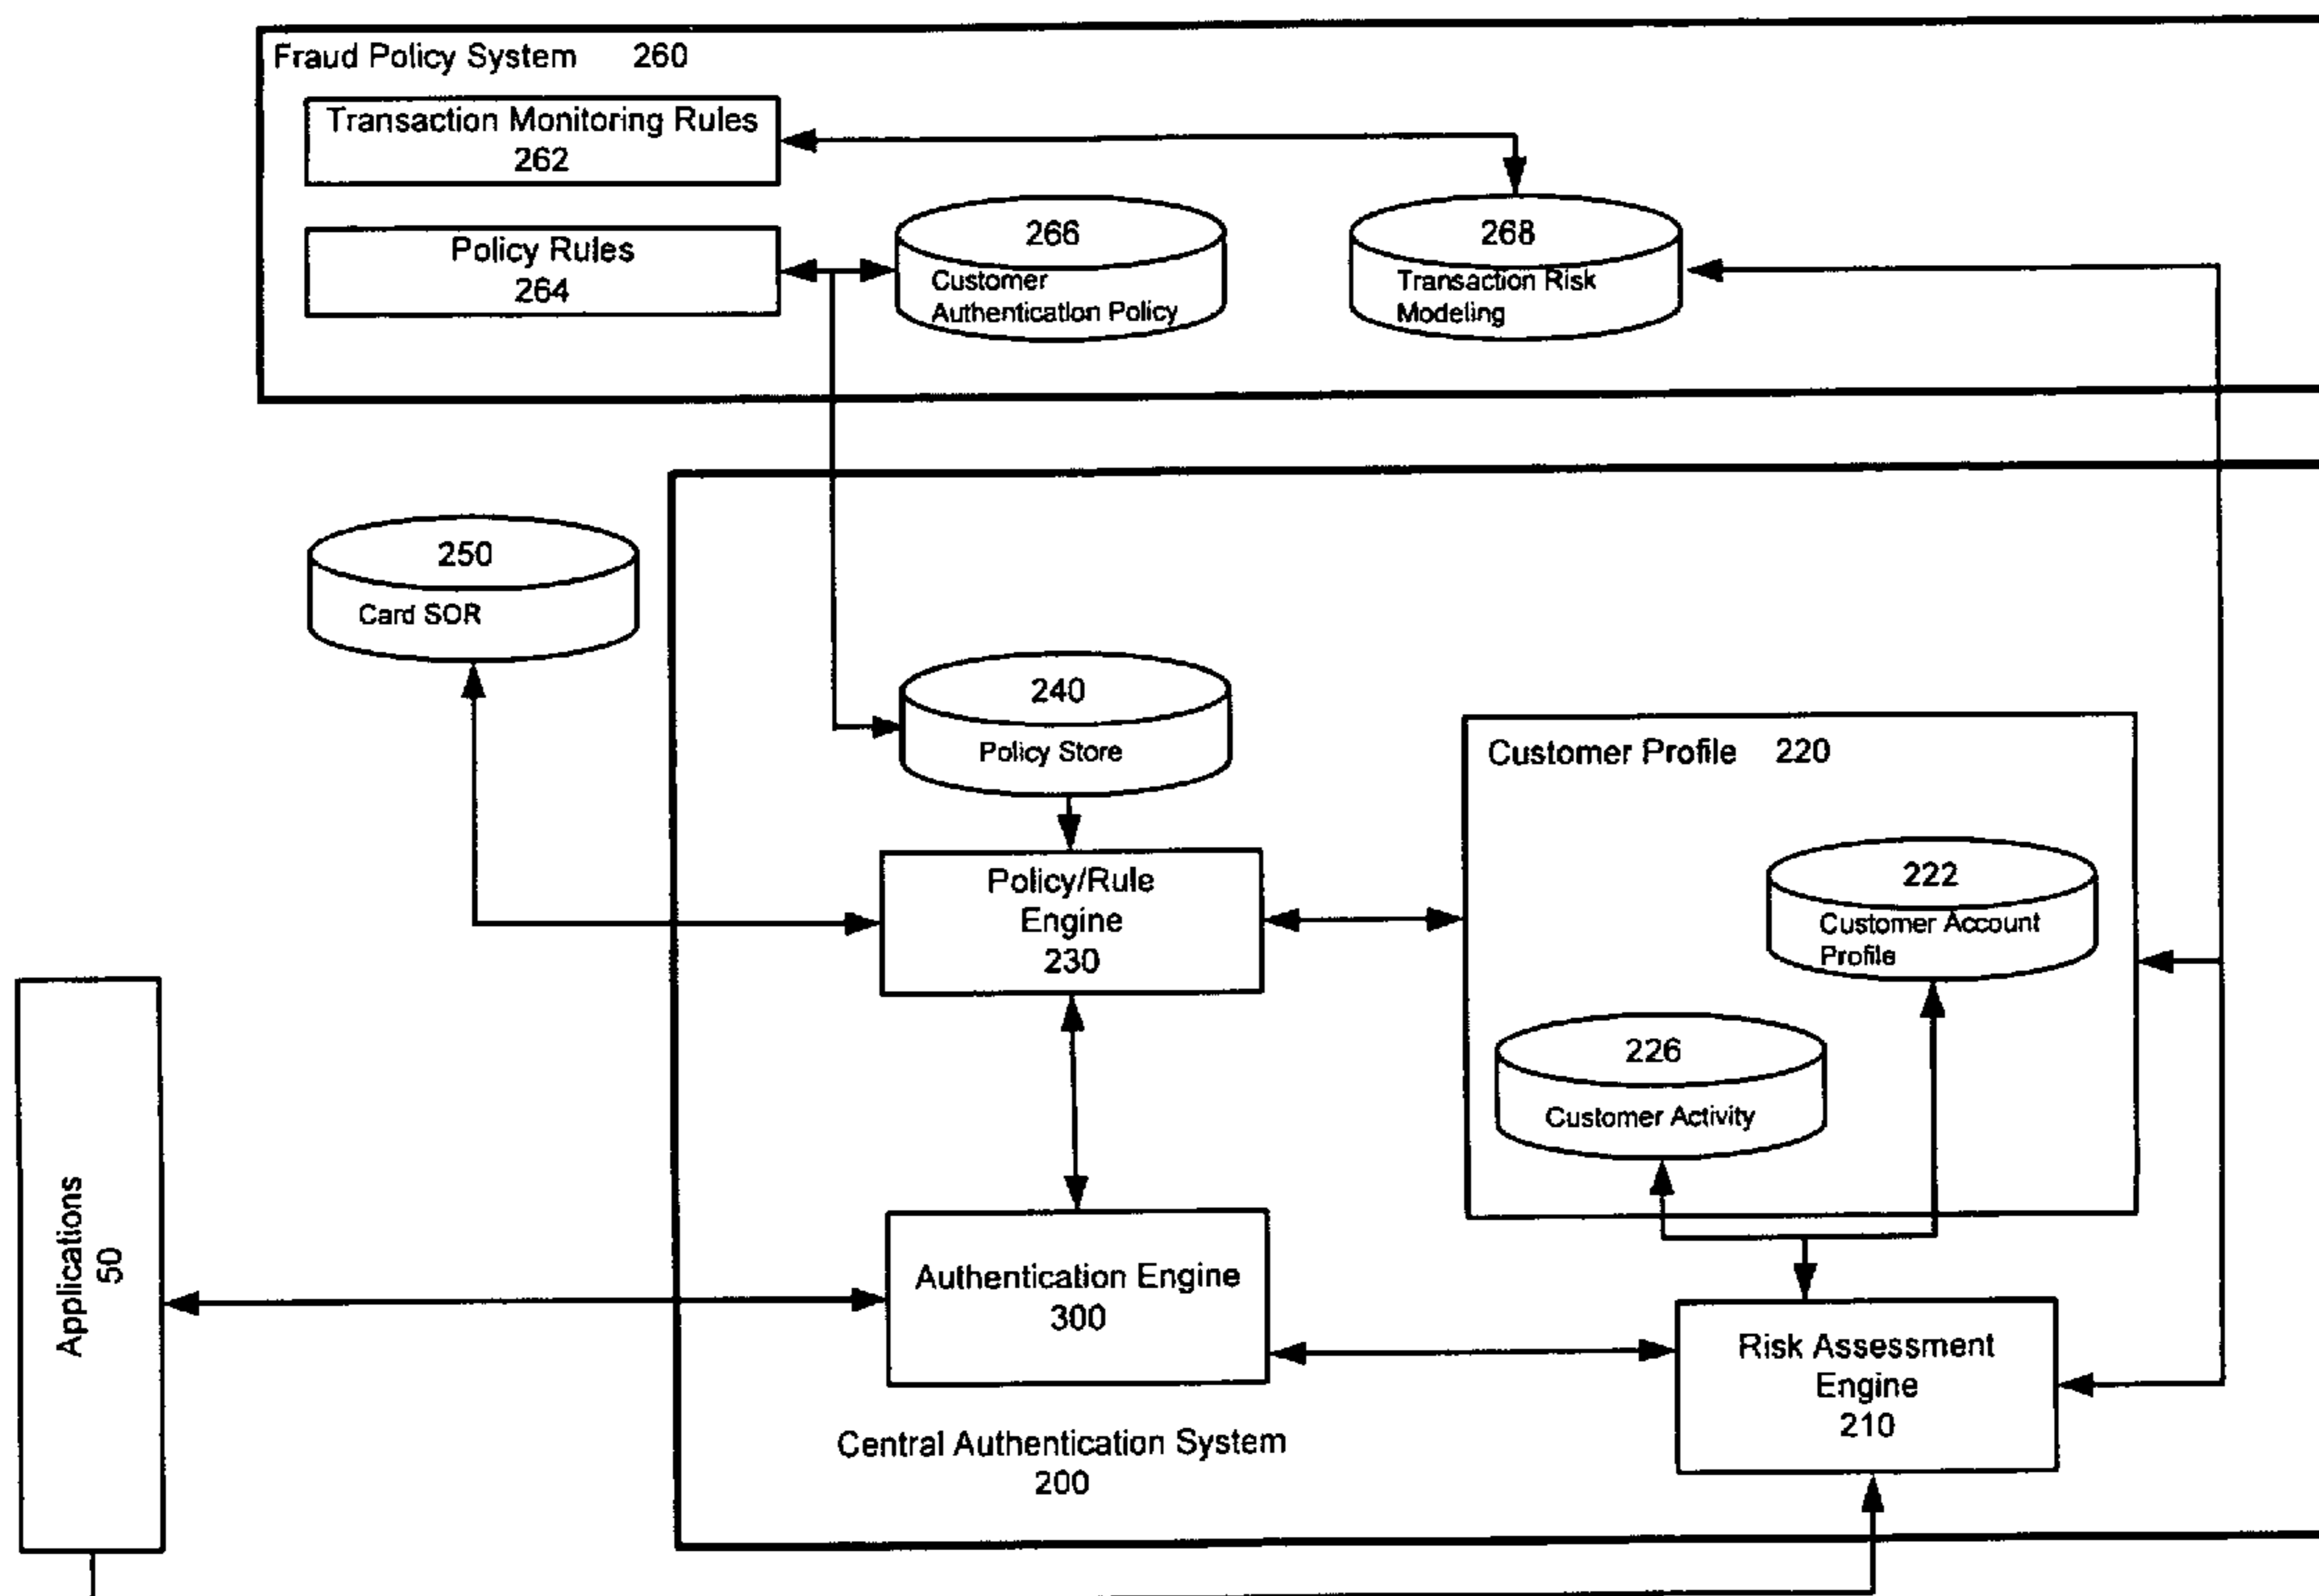 Fraud Policy System 260
Transaction Monitoring Rules
262
Policy Rules
264
266
Customer
Authentication Policy
268
Transaction Risk
Modeling
250
Card SOR
240
Policy Store
Customer Profile 220
Policy/Rule
Engine
230
222
Customer Account
Profile
226
Customer Activity
Applications
50
Authentication Engine
300
Risk Assessment
Engine
210
Central Authentication System
200